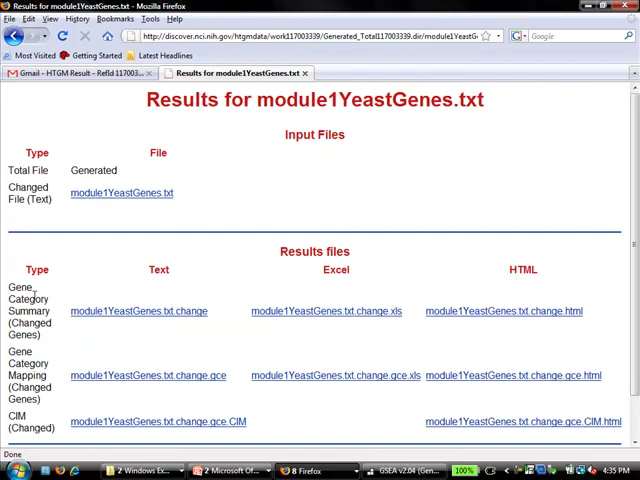 Results for module1YeastGenes.txt - Mozilla Firefox
File Edit View History Bookmarks Tools Help
http://discover.nci.nih.gov/htgmdata/work117003339/Generated_Total117003339.dir/module1YeastG
Google
Most Visited Getting Started Latest Headlines
Gmail - HTGM Result - RefId 117003...
Results for module1YeastGenes.txt
Results for module1YeastGenes.txt
Input Files
Type File
Total File Generated
Changed
File (Text) module1YeastGenes.txt
Results files
Type Text Excel HTML
Gene
Category
Summary module1YeastGenes.txt.change module1YeastGenes.txt.change.xls module1YeastGenes.txt.change.html
(Changed
Genes)
Gene
Category
Mapping module1YeastGenes.txt.change.gce module1YeastGenes.txt.change.gce.xls module1YeastGenes.txt.change.gce.html
(Changed
Genes)
CIM
(Changed) module1YeastGenes.txt.change.gce.CIM module1YeastGenes.txt.change.gce.CIM.html
Done
2 Windows Ex... 2 Microsoft Of... 8 Firefox GSEA v2.04 (Gen... 100% 4:35 PM